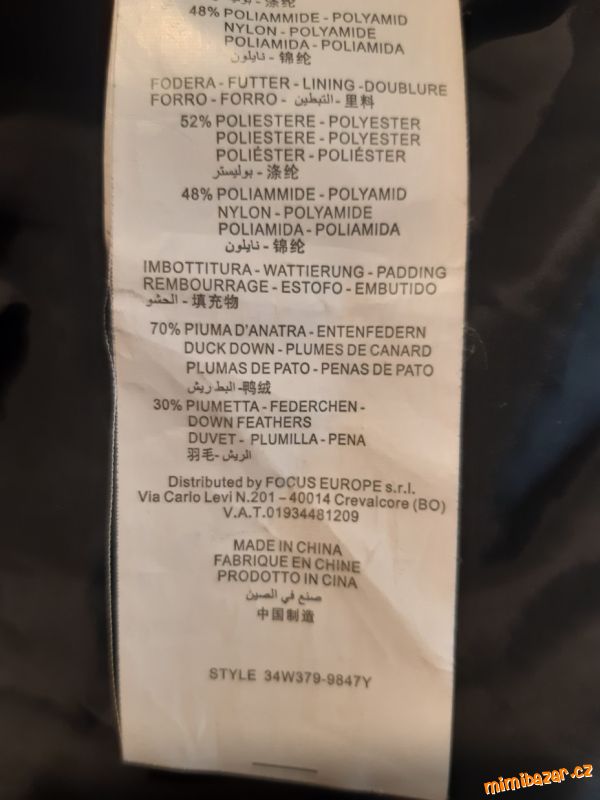 涤纶
48% POLIAMMIDE - POLYAMID
NYLON - POLYAMIDE
POLIAMIDA - POLIAMIDA
نايلون - 锦纶
FODERA - FUTTER - LINING -DOUBLURE
FORRO - FORRO - التبطين - 里料
52% POLIESTERE - POLYESTER
POLIESTERE - POLYESTER
POLIÉSTER - POLIÉSTER
بوليستر - 涤纶
48% POLIAMMIDE - POLYAMID
NYLON - POLYAMIDE
POLIAMIDA - POLIAMIDA
نايلون - 锦纶
IMBOTTITURA - WATTIERUNG - PADDING
REMBOURRAGE - ESTOFO - EMBUTIDO
الحشو - 填充物
70% PIUMA D'ANATRA - ENTENFEDERN
DUCK DOWN - PLUMES DE CANARD
PLUMAS DE PATO - PENAS DE PATO
البط ريش -鸭绒
30% PIUMETTA - FEDERCHEN -
DOWN FEATHERS
DUVET - PLUMILLA - PENA
羽毛- الريش
Distributed by FOCUS EUROPE s.r.l.
Via Carlo Levi N.201 – 40014 Crevalcore (BO)
V.A.T.01934481209
MADE IN CHINA
FABRIQUE EN CHINE
PRODOTTO IN CINA
صنع في الصين
中国制造
STYLE 34W379-9847Y
mimibazar.cz